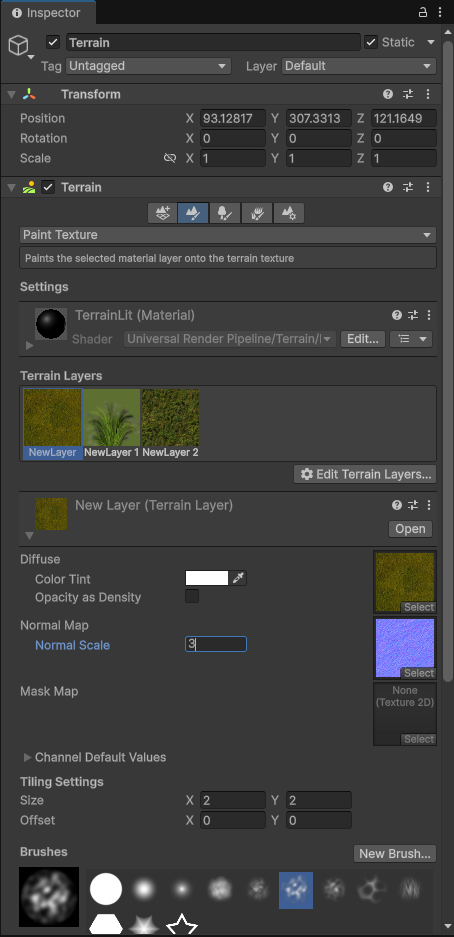 Inspector
Terrain Static
Tag Untagged Layer Default
Transform
Position X 93.12817 Y 307.3313 Z 121.1649
Rotation X 0 Y 0 Z 0
Scale X 1 Y 1 Z 1
Terrain
Paint Texture
Paints the selected material layer onto the terrain texture
Settings
TerrainLit (Material)
Shader Universal Render Pipeline/Terrain/ Edit...
Terrain Layers
NewLayer NewLayer 1 NewLayer 2
Edit Terrain Layers...
New Layer (Terrain Layer)
Open
Diffuse
Color Tint
Opacity as Density
Select
Normal Map
Normal Scale 3
Select
Mask Map None
(Texture 2D)
Select
Channel Default Values
Tiling Settings
Size X 2 Y 2
Offset X 0 Y 0
Brushes New Brush...